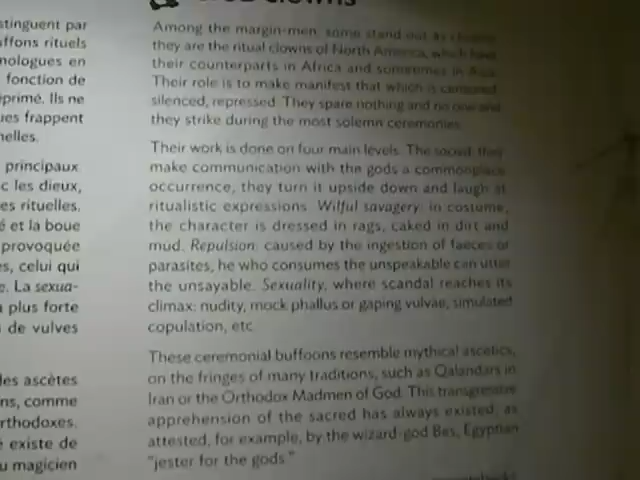 clowns
stinguent par
ffons rituels
nologues en
fonction de
primé. Ils ne
ues frappent
nelles.
principaux
c les dieux,
es rituelles.
é et la boue
provoquée
s, celui qui
e. La sexua-
plus forte
de vulves
les ascètes
ns, comme
rthodoxes.
é existe de
u magicien
Among the margin-men, some stand out as
they are the ritual clowns of North America, which have
their counterparts in Africa and sometimes in Asia.
Their role is to make manifest that which is censored,
silenced, repressed. They spare nothing and no one and
they strike during the most solemn ceremonies.
Their work is done on four main levels. The sacred: they
make communication with the gods a commonplace
occurrence, they turn it upside down and laugh at
ritualistic expressions. Wilful savagery: in costume,
the character is dressed in rags, caked in dirt and
mud. Repulsion: caused by the ingestion of faeces or
parasites, he who consumes the unspeakable can utter
the unsayable. Sexuality, where scandal reaches its
climax: nudity, mock phallus or gaping vulvae, simulated
copulation, etc.
These ceremonial buffoons resemble mythical ascetics,
on the fringes of many traditions, such as Qalandars in
Iran or the Orthodox Madmen of God. This transgressive
apprehension of the sacred has always existed, as
attested, for example, by the wizard-god Bes, Egyptian
"jester for the gods."